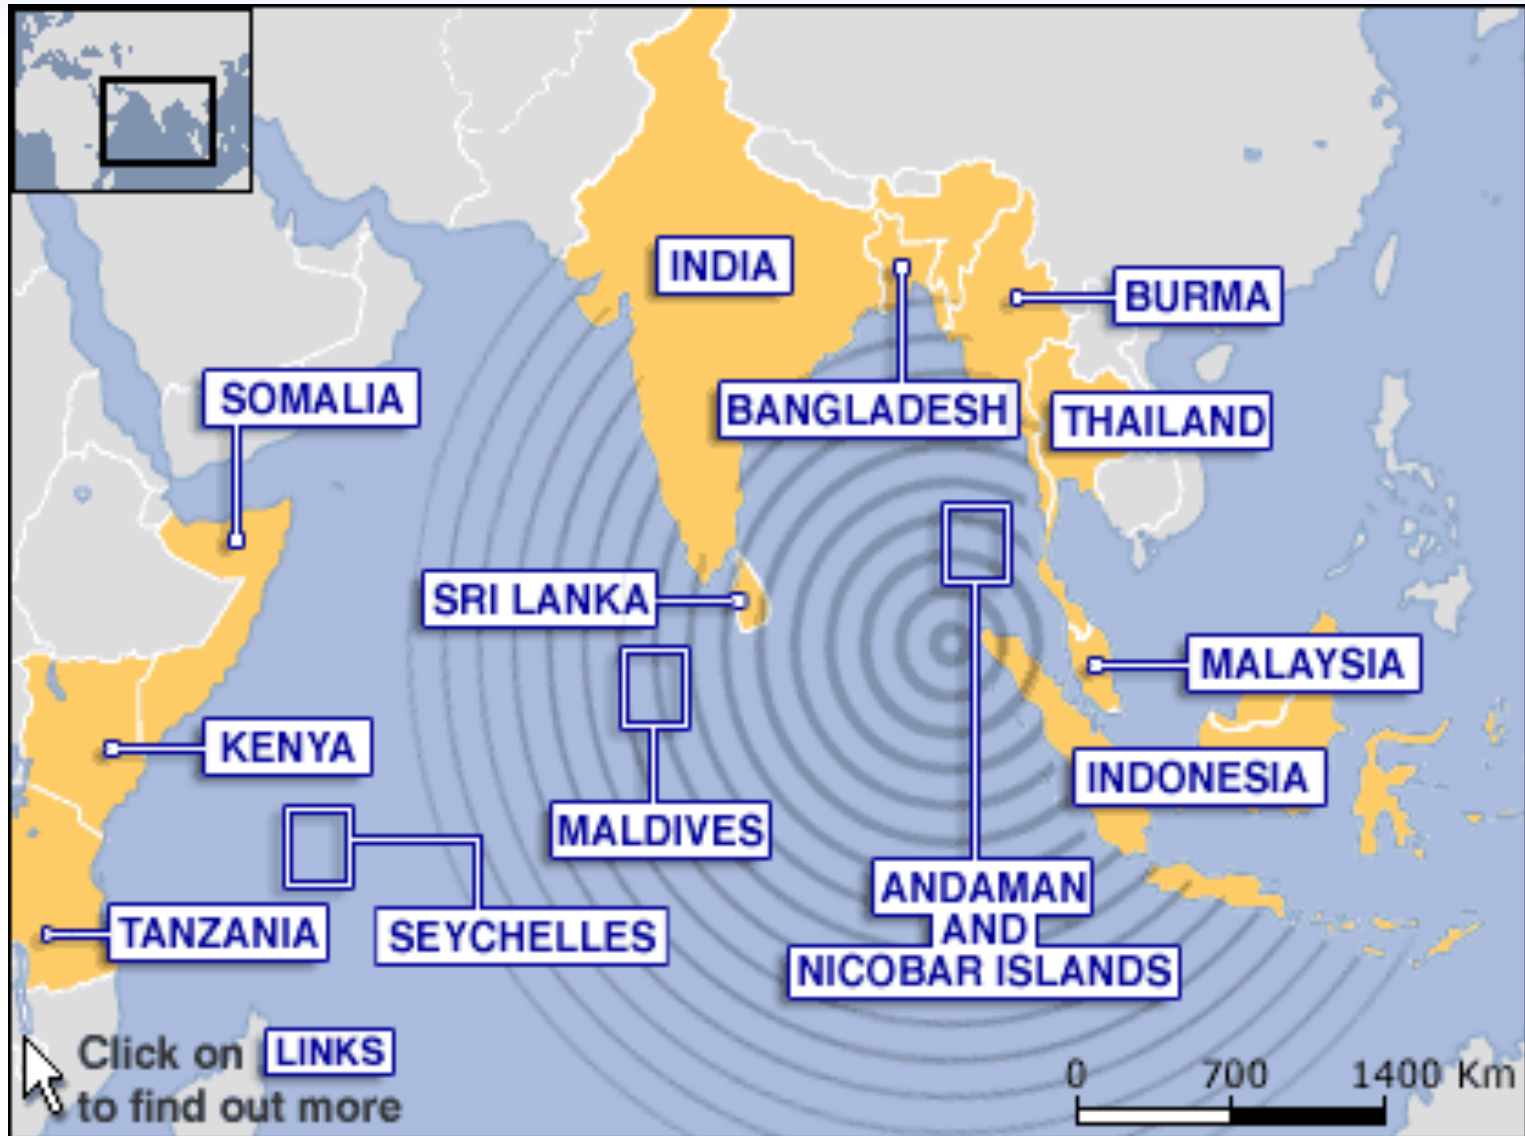 INDIA
BURMA
SOMALIA
BANGLADESH
THAILAND
SRI LANKA
MALAYSIA
KENYA
INDONESIA
MALDIVES
ANDAMAN
AND
NICOBAR ISLANDS
TANZANIA
SEYCHELLES
Click on LINKS
to find out more
0 700 1400 Km